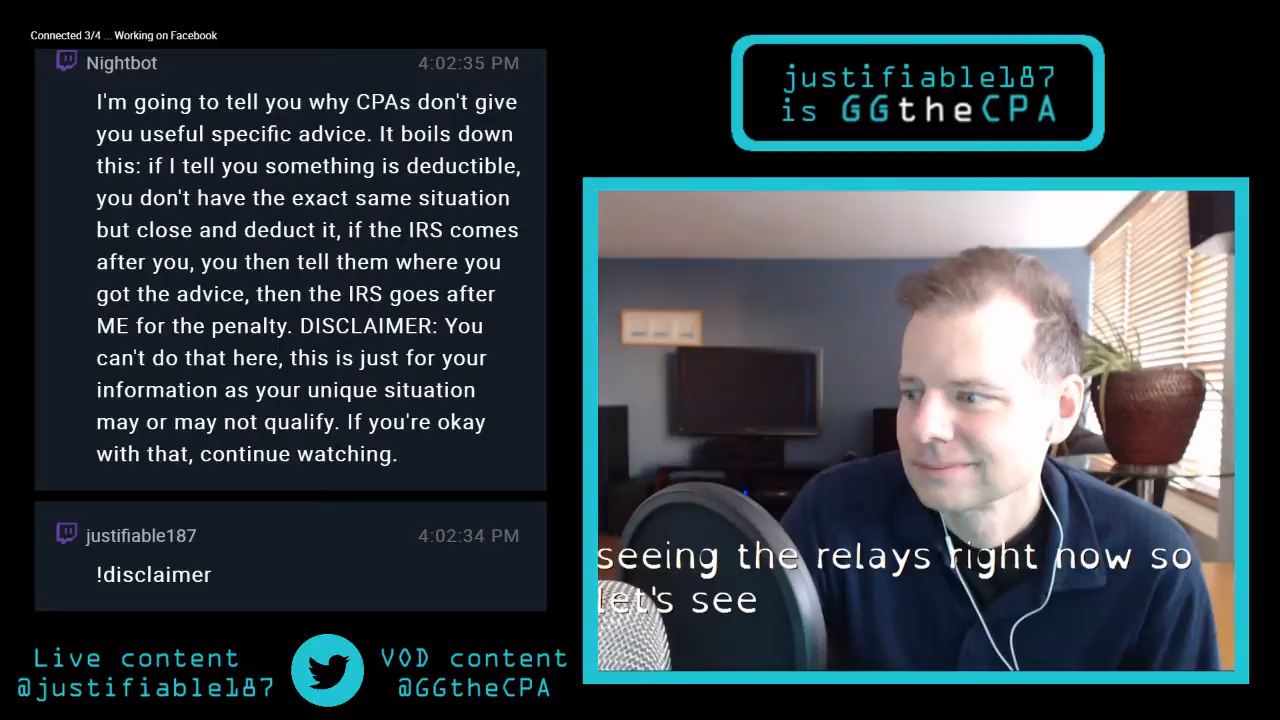 Connected 3/4 ... Working on Facebook
Nightbot
4:02:35 PM
I'm going to tell you why CPAs don't give
you useful specific advice. It boils down
this: if I tell you something is deductible,
you don't have the exact same situation
but close and deduct it, if the IRS comes
after you, you then tell them where you
got the advice, then the IRS goes after
ME for the penalty. DISCLAIMER: You
can't do that here, this is just for your
information as your unique situation
may or may not qualify. If you're okay
with that, continue watching.
justifiable187
4:02:34 PM
!disclaimer
Live content
@justifiable187
VOD content
@GGtheCPA
justifiable187
is GGtheCPA
seeing the relays right now so
let's see